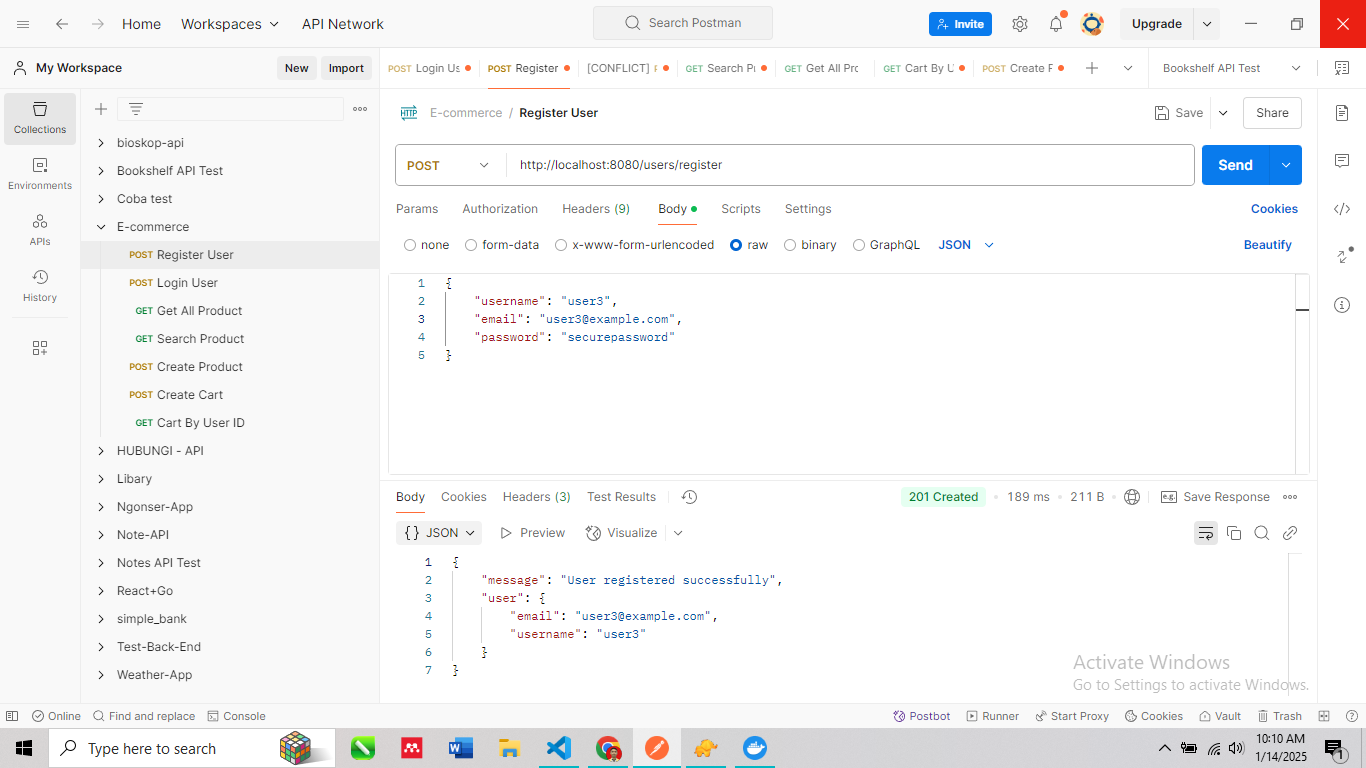 Home Workspaces API Network Search Postman Invite Upgrade
My Workspace New Import POST Login Us POST Register [CONFLICT] GET Search P GET Get All Pro GET Cart By U POST Create F Bookshelf API Test
Collections
Environments
APIs
History
bioskop-api
Bookshelf API Test
Coba test
E-commerce
POST Register User
POST Login User
GET Get All Product
GET Search Product
POST Create Product
POST Create Cart
GET Cart By User ID
HUBUNGI - API
Libary
Ngonser-App
Note-API
Notes API Test
React+Go
simple_bank
Test-Back-End
Weather-App
HTTP E-commerce / Register User Save Share
POST http://localhost:8080/users/register Send
Params Authorization Headers (9) Body Scripts Settings Cookies
none form-data x-www-form-urlencoded raw binary GraphQL JSON Beautify
1 {
2 "username": "user3",
3 "email": "user3@example.com",
4 "password": "securepassword"
5 }
Body Cookies Headers (3) Test Results 201 Created 189 ms 211 B e.g. Save Response
{} JSON Preview Visualize
1 {
2 "message": "User registered successfully",
3 "user": {
4 "email": "user3@example.com",
5 "username": "user3"
6 }
7 }
Activate Windows
Go to Settings to activate Windows.
Online Find and replace Console Postbot Runner Start Proxy Cookies Vault Trash
Type here to search
10:10 AM
1/14/2025
1